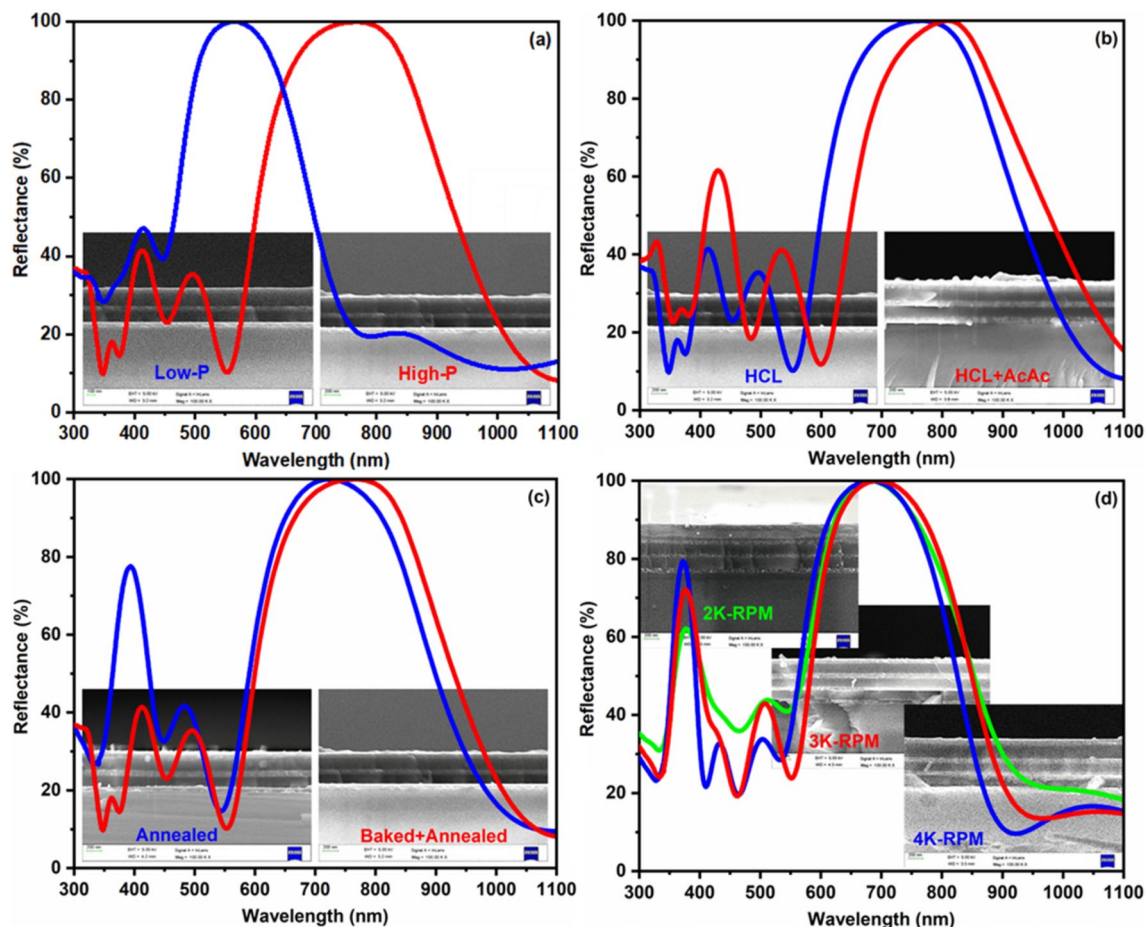 (a)
Reflectance (%)
100
80
60
40
20
0
Low-P
High-P
300 400 500 600 700 800 900 1000 1100
Wavelength (nm)
(b)
Reflectance (%)
100
80
60
40
20
0
HCL
HCL+AcAc
300 400 500 600 700 800 900 1000 1100
Wavelength (nm)
(c)
Reflectance (%)
100
80
60
40
20
0
Annealed
Baked+Annealed
300 400 500 600 700 800 900 1000 1100
Wavelength (nm)
(d)
Reflectance (%)
100
80
60
40
20
0
2K-RPM
3K-RPM
4K-RPM
300 400 500 600 700 800 900 1000 1100
Wavelength (nm)